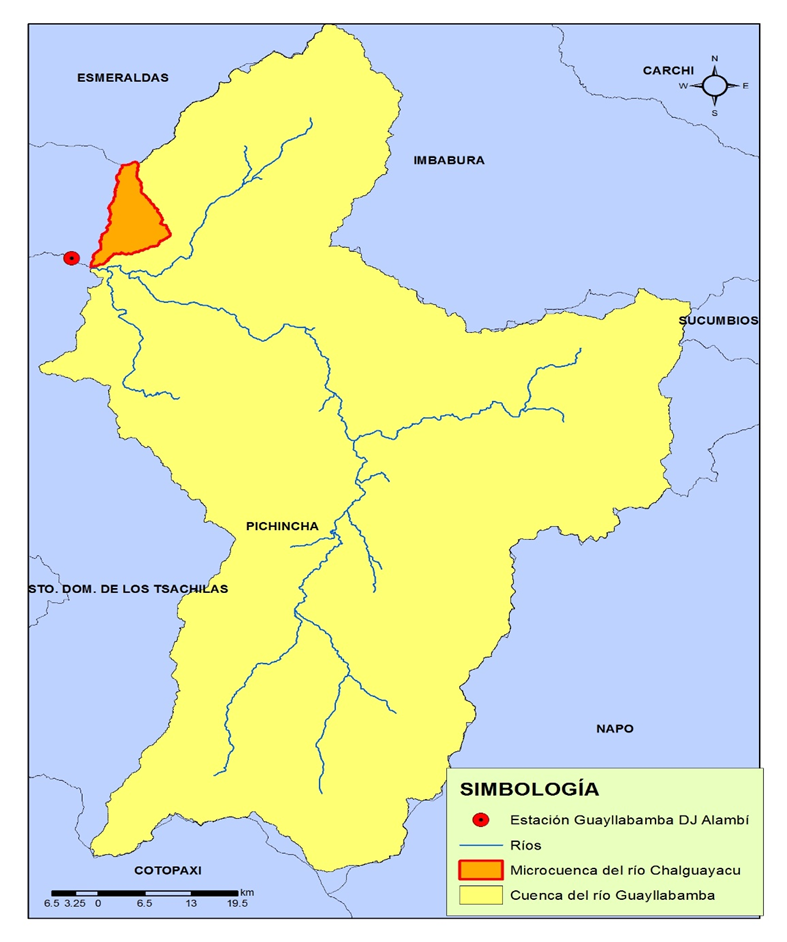 ESMERALDAS
CARCHI
N
W
E
S
IMBABURA
SUCUMBIOS
PICHINCHA
STO. DOM. DE LOS TSACHILAS
NAPO
COTOPAXI
km
6.5 3.25 0 6.5 13 19.5
SIMBOLOGÍA
Estación Guayllabamba DJ Alambí
Ríos
Microcuenca del río Chalguayacu
Cuenca del río Guayllabamba